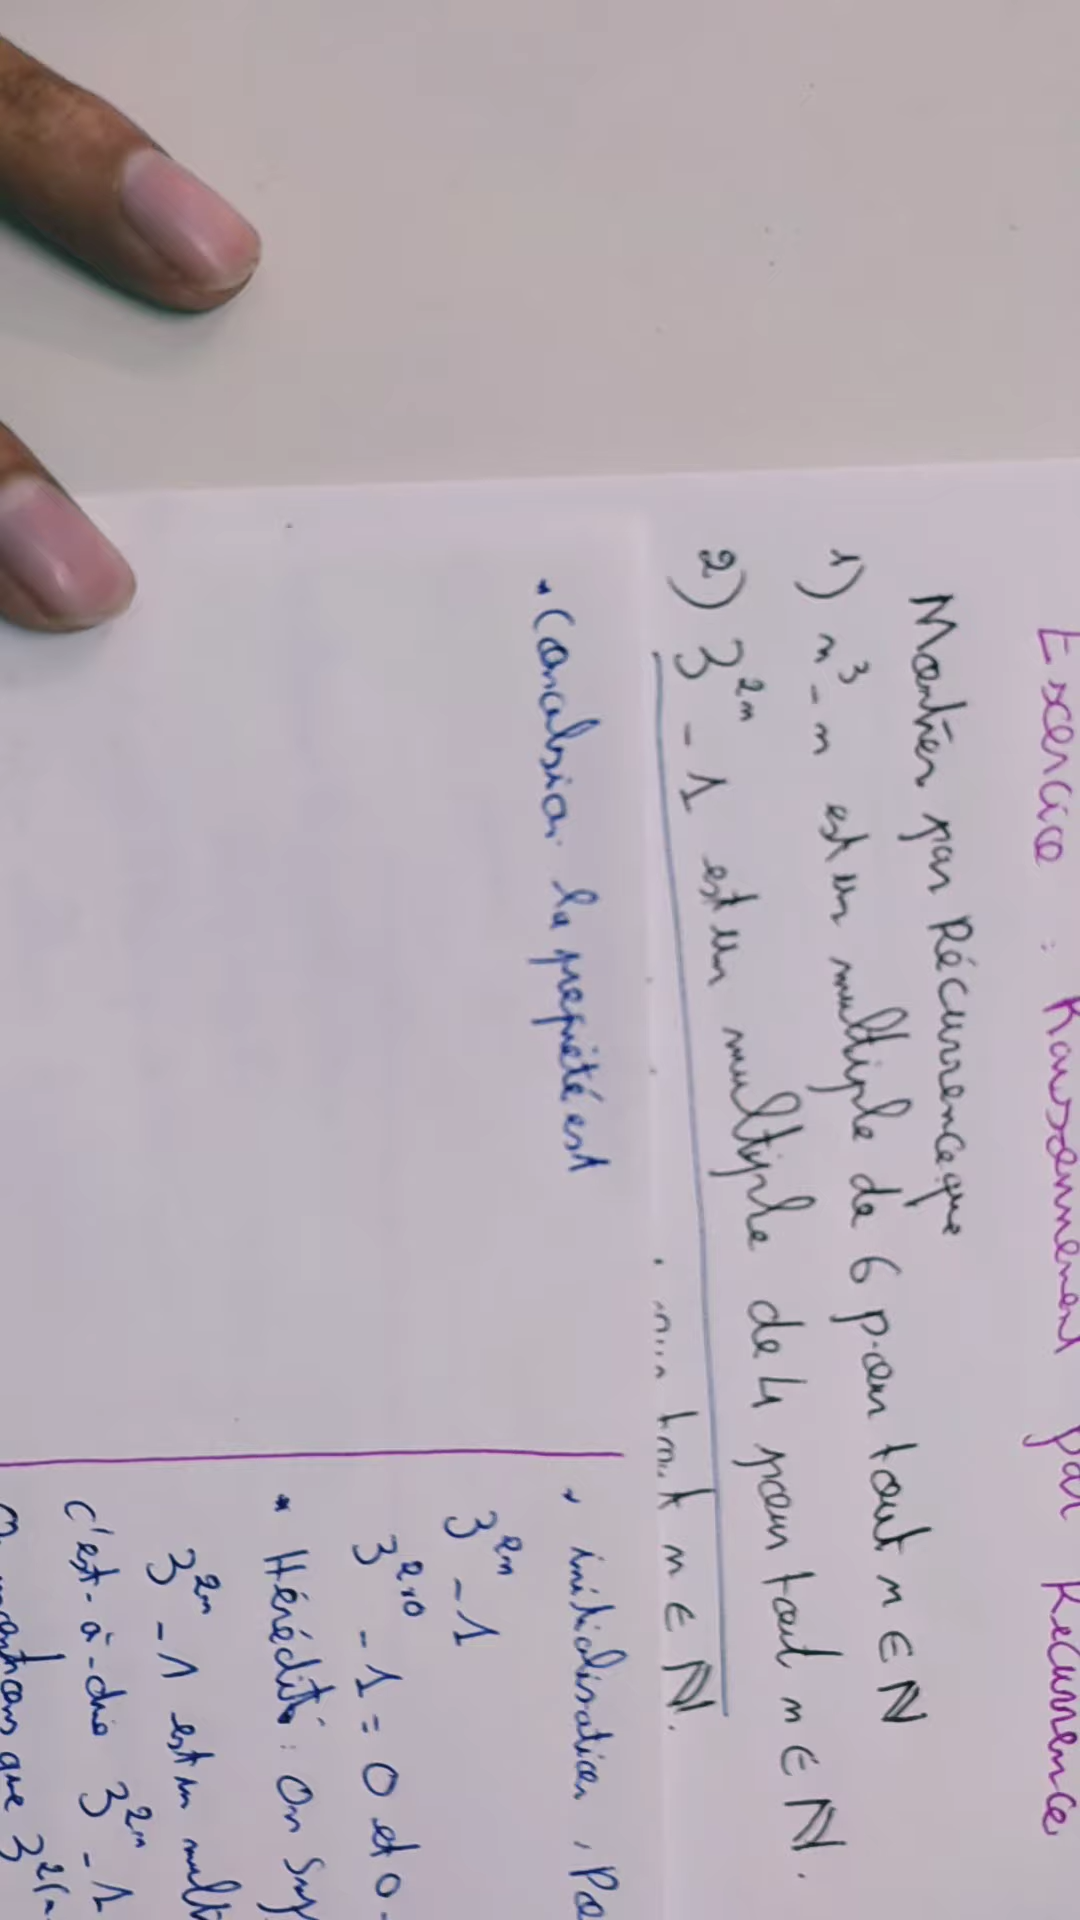 Exercice : Raisonnement par Récurrence
Montrer par Récurrence que
1) n³ - n est un multiple de 6 pour tout n ∈ ℕ
2) 3²ⁿ - 1 est un multiple de 4 pour tout n ∈ ℕ.
tout n ∈ ℕ.
* Conclusion: la propriété est
* initialisation, Po
3²ⁿ - 1
3²ˣ⁰ - 1 = 0 et 0
* Hérédité : On Sup
3²ⁿ - 1 est un mult
c'est-à-dire 3²ⁿ - 1
que 3²⁽ⁿ